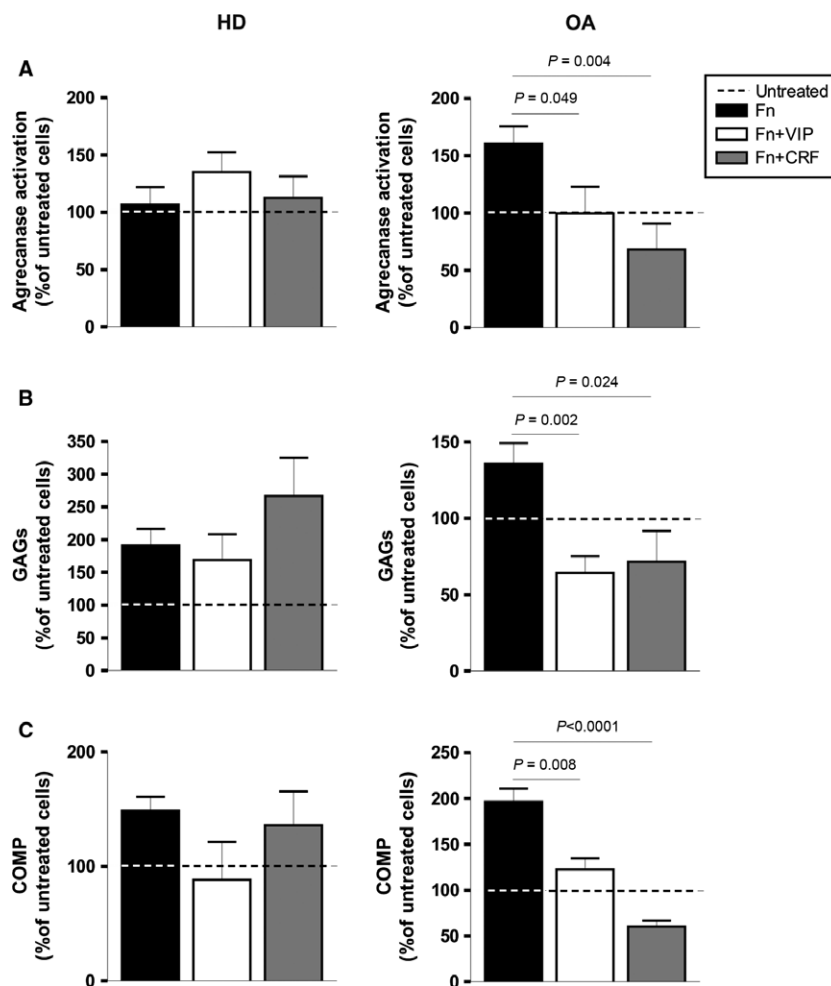 HD
OA
A
Agrecanase activation
(%of untreated cells)
200
150
100
50
0
Agrecanase activation
(%of untreated cells)
200
150
100
50
0
P = 0.004
P = 0.049
Untreated
Fn
Fn+VIP
Fn+CRF
B
GAGs
(%of untreated cells)
350
300
250
200
150
100
50
0
GAGs
(%of untreated cells)
150
100
50
0
P = 0.024
P = 0.002
C
COMP
(%of untreated cells)
200
100
0
COMP
(%of untreated cells)
250
200
150
100
50
0
P<0.0001
P = 0.008